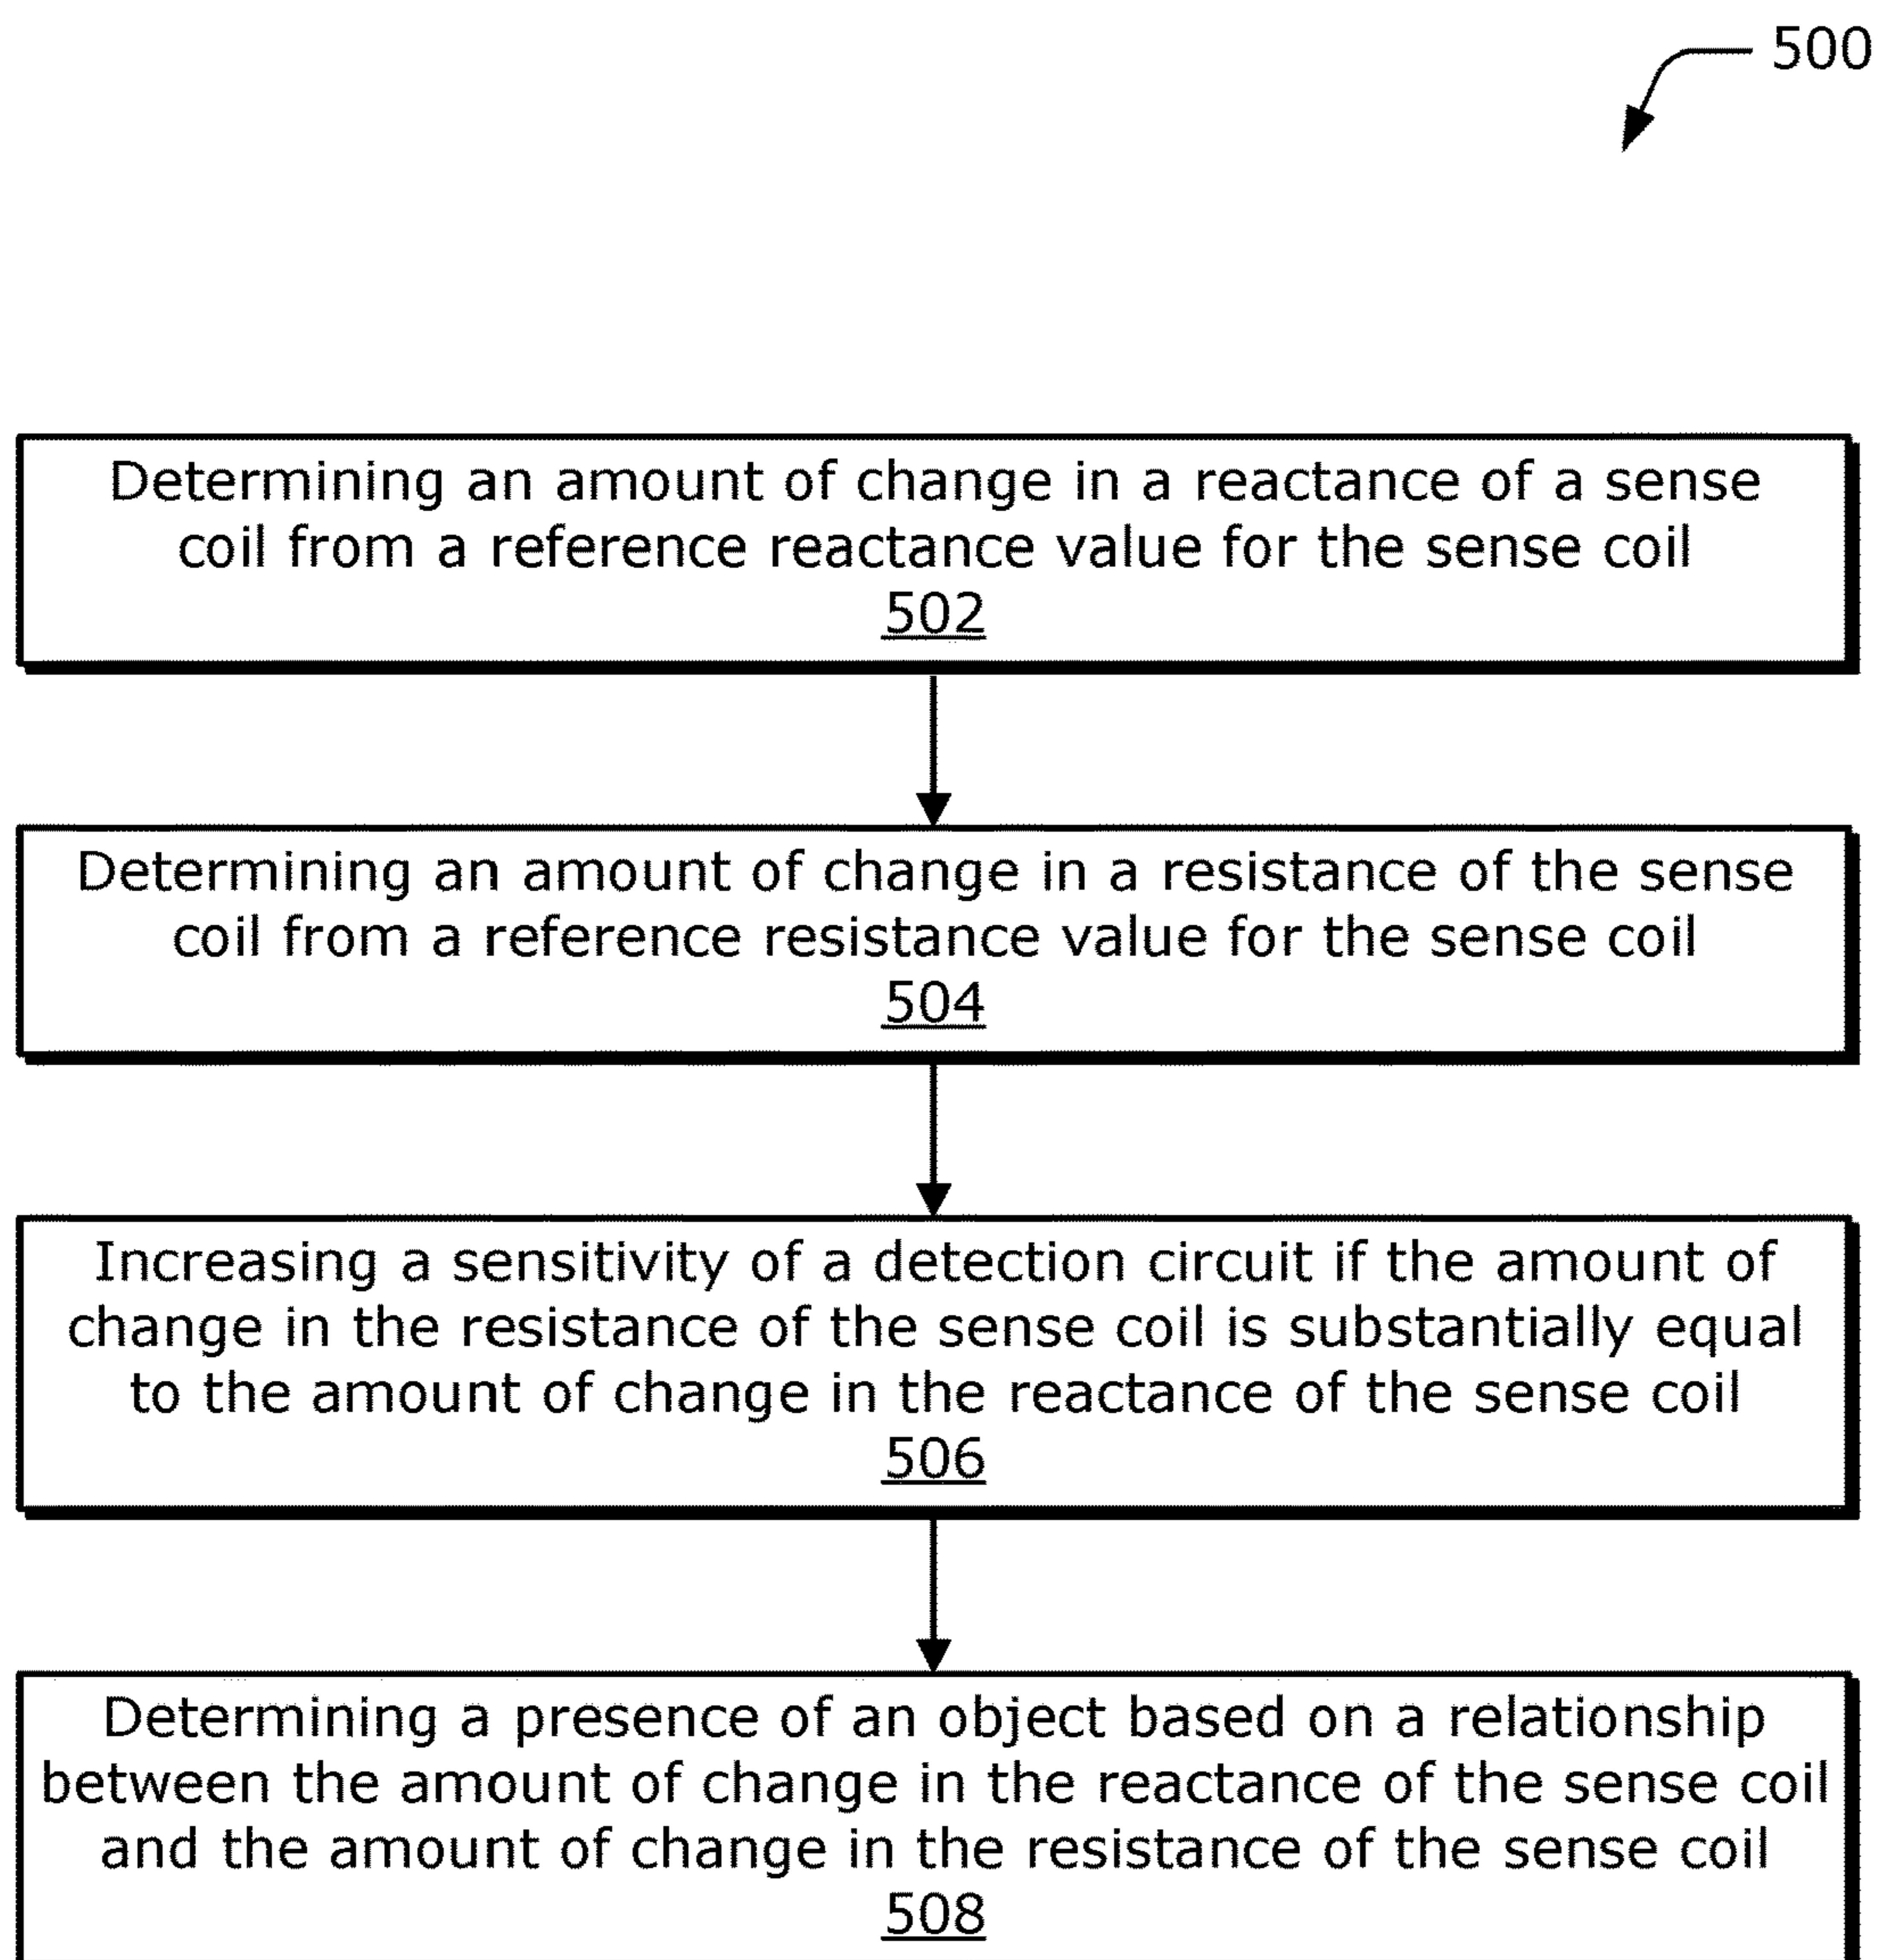 500
Determining an amount of change in a reactance of a sense
coil from a reference reactance value for the sense coil
502
Determining an amount of change in a resistance of the sense
coil from a reference resistance value for the sense coil
504
Increasing a sensitivity of a detection circuit if the amount of
change in the resistance of the sense coil is substantially equal
to the amount of change in the reactance of the sense coil
506
Determining a presence of an object based on a relationship
between the amount of change in the reactance of the sense coil
and the amount of change in the resistance of the sense coil
508